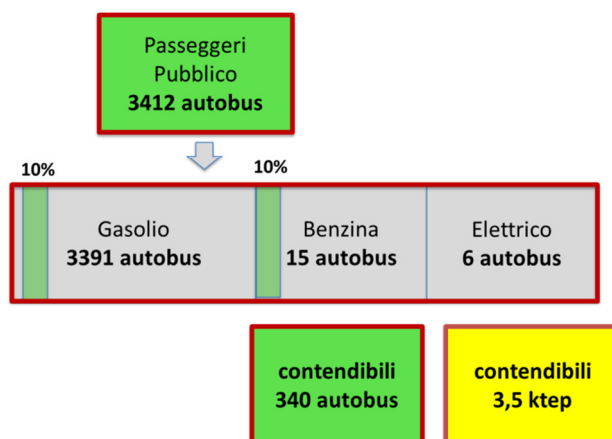 Passeggeri
Pubblico
3412 autobus
10%
10%
Gasolio
3391 autobus
Benzina
15 autobus
Elettrico
6 autobus
contendibili
340 autobus
contendibili
3,5 ktep